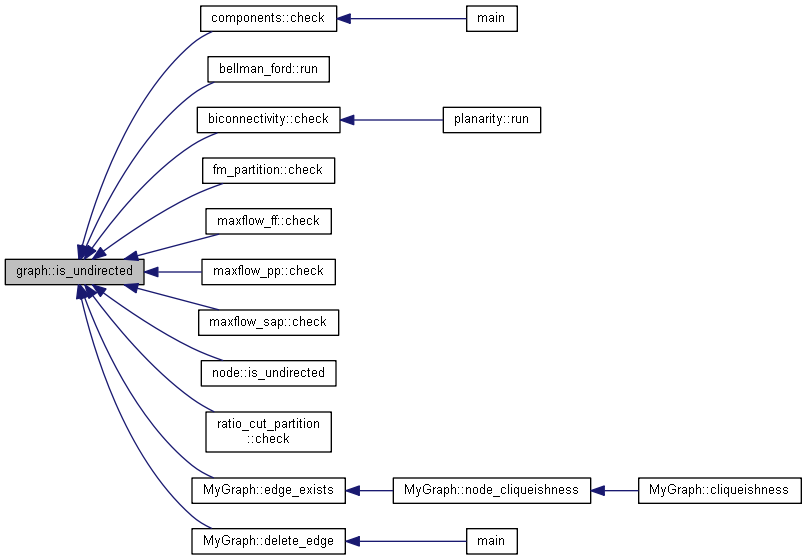 components::check
main
bellman_ford::run
biconnectivity::check
planarity::run
fm_partition::check
maxflow_ff::check
graph::is_undirected
maxflow_pp::check
maxflow_sap::check
node::is_undirected
ratio_cut_partition
::check
MyGraph::edge_exists
MyGraph::node_cliqueishness
MyGraph::cliqueishness
MyGraph::delete_edge
main